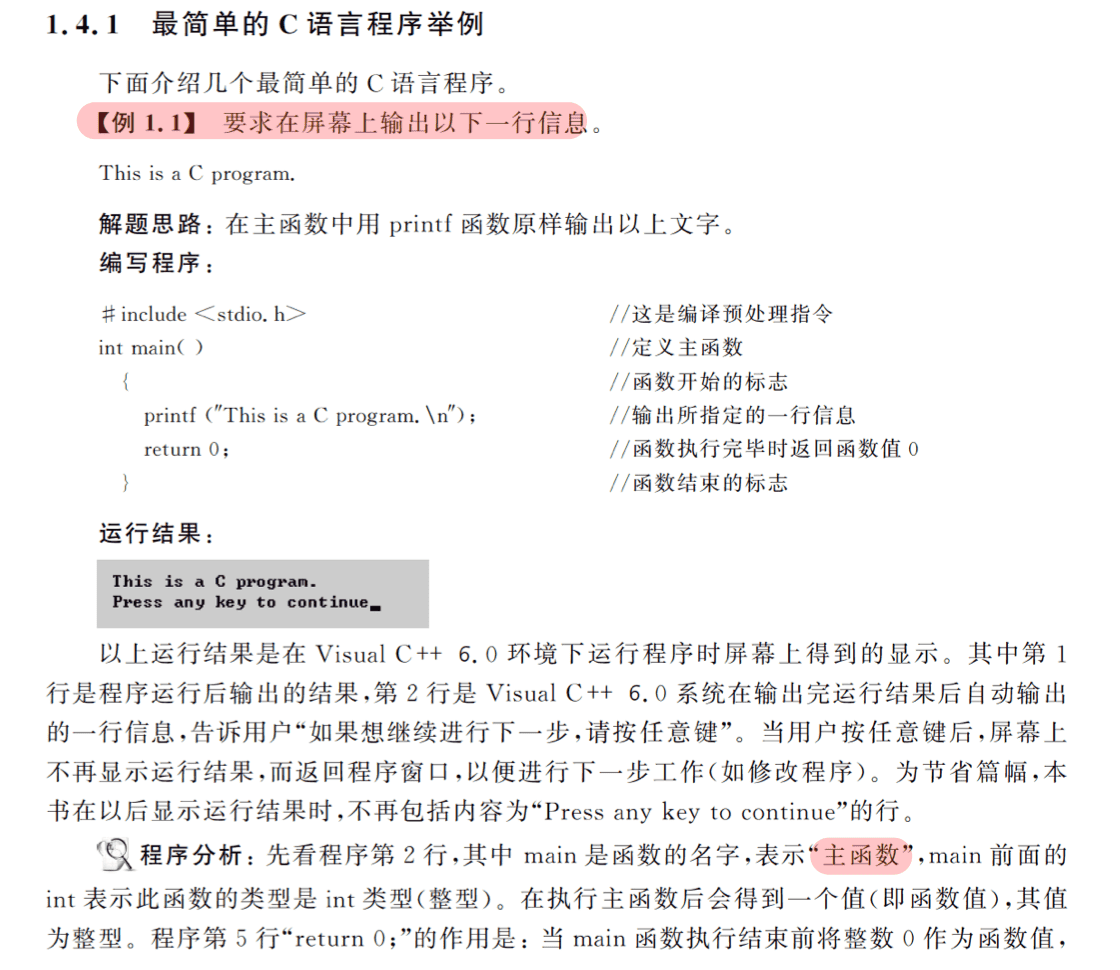 1.4.1 最简单的 C 语言程序举例
下面介绍几个最简单的 C 语言程序。
【例 1.1】 要求在屏幕上输出以下一行信息。
This is a C program.
解题思路：在主函数中用 printf 函数原样输出以上文字。
编写程序：
#include <stdio.h> //这是编译预处理指令
int main( ) //定义主函数
{ //函数开始的标志
printf ("This is a C program.\n"); //输出所指定的一行信息
return 0; //函数执行完毕时返回函数值 0
} //函数结束的标志
运行结果：
This is a C program.
Press any key to continue_
以上运行结果是在 Visual C++ 6.0 环境下运行程序时屏幕上得到的显示。其中第 1
行是程序运行后输出的结果,第 2 行是 Visual C++ 6.0 系统在输出完运行结果后自动输出
的一行信息,告诉用户“如果想继续进行下一步,请按任意键”。当用户按任意键后,屏幕上
不再显示运行结果,而返回程序窗口,以便进行下一步工作(如修改程序)。为节省篇幅,本
书在以后显示运行结果时,不再包括内容为“Press any key to continue”的行。
程序分析：先看程序第 2 行,其中 main 是函数的名字,表示“主函数”,main 前面的
int 表示此函数的类型是 int 类型(整型)。在执行主函数后会得到一个值(即函数值),其值
为整型。程序第 5 行“return 0;”的作用是：当 main 函数执行结束前将整数 0 作为函数值,